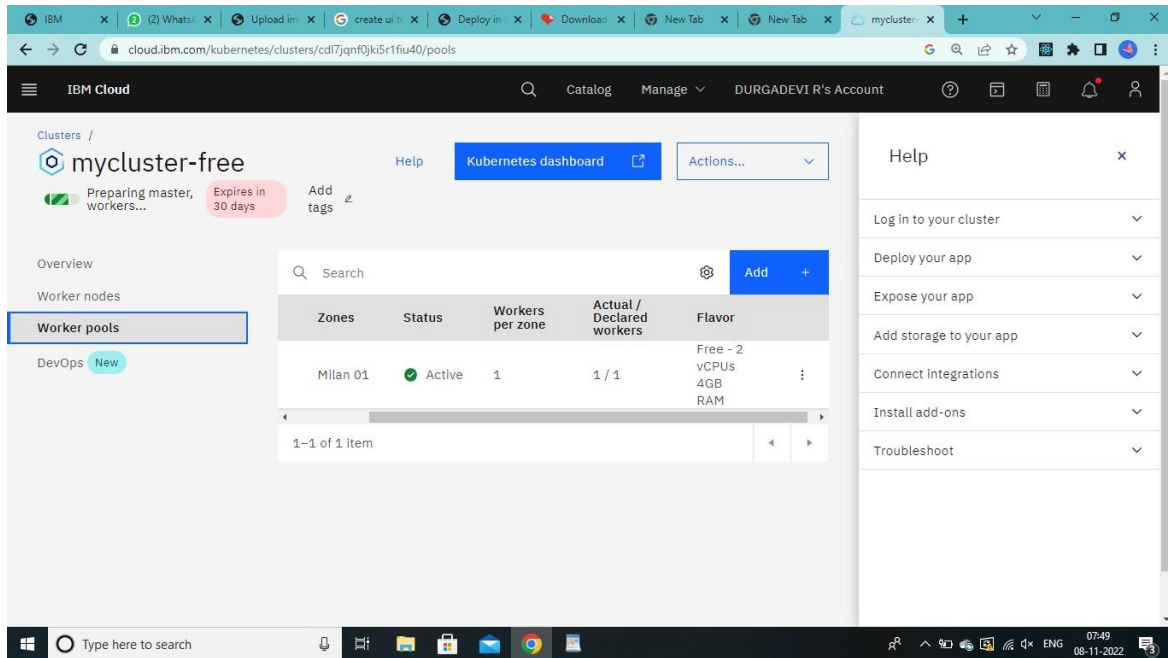 IBM
(2) Whats
Upload im
create ui t
Deploy in
Download
New Tab
New Tab
mycluster
cloud.ibm.com/kubernetes/clusters/cdl7jqnf0jki5r1fiu40/pools
IBM Cloud
Catalog
Manage
DURGADEVI R's Account
Clusters /
mycluster-free
Help
Kubernetes dashboard
Actions...
Preparing master,
workers...
Expires in
30 days
Add
tags
Overview
Worker nodes
Worker pools
DevOps New
Search
Add +
Zones
Status
Workers
per zone
Actual /
Declared
workers
Flavor
Milan 01
Active
1
1 / 1
Free - 2
vCPUs
4GB
RAM
1–1 of 1 item
Help
Log in to your cluster
Deploy your app
Expose your app
Add storage to your app
Connect integrations
Install add-ons
Troubleshoot
Type here to search
ENG
07:49
08-11-2022
3